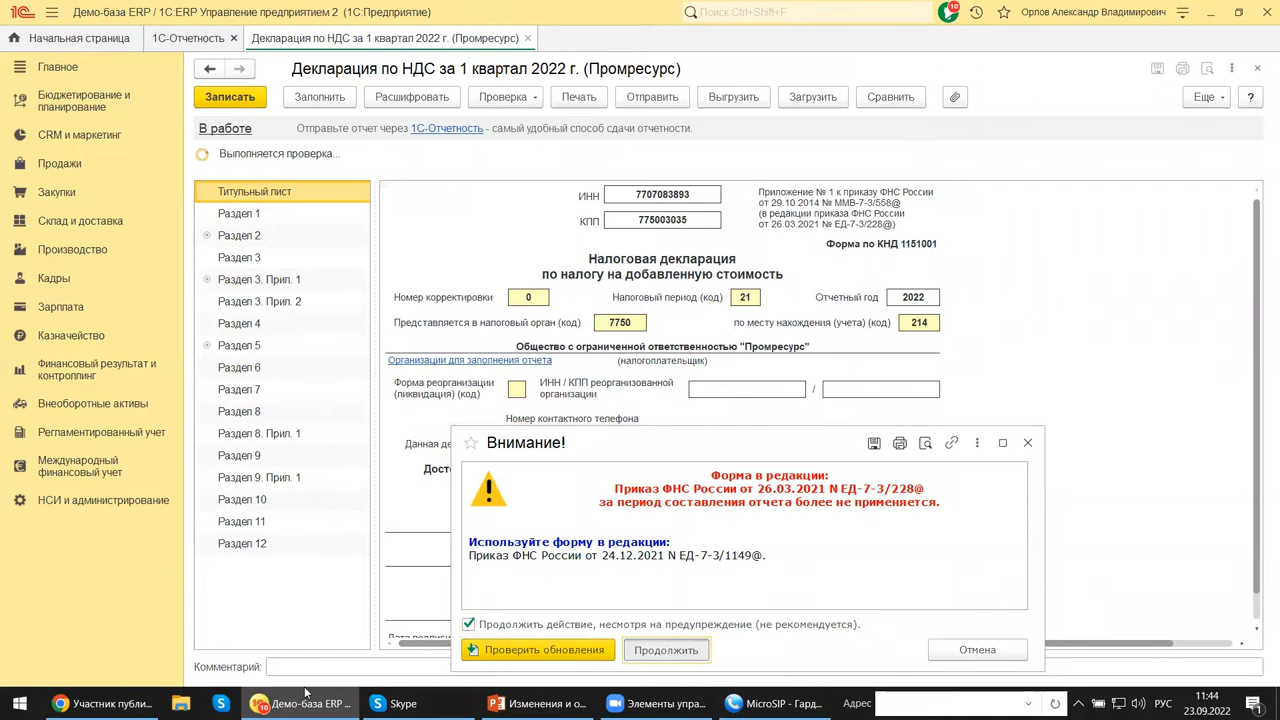 Демо-база ERP / 1С:ERP Управление предприятием 2 (1С:Предприятие)
Поиск Ctrl+Shift+F
10
Орлов Александр Владимирович
Начальная страница
1С-Отчетность ×
Декларация по НДС за 1 квартал 2022 г. (Промресурс) ×
Главное
Бюджетирование и
планирование
CRM и маркетинг
Продажи
Закупки
Склад и доставка
Производство
Кадры
Зарплата
Казначейство
Финансовый результат и
контроллинг
Внеоборотные активы
Регламентированный учет
Международный
финансовый учет
НСИ и администрирование
Декларация по НДС за 1 квартал 2022 г. (Промресурс)
Записать Заполнить Расшифровать Проверка Печать Отправить Выгрузить Загрузить Сравнить Еще ?
В работе Отправьте отчет через 1С-Отчетность - самый удобный способ сдачи отчетности.
Выполняется проверка...
Титульный лист
Раздел 1
Раздел 2
Раздел 3
Раздел 3. Прил. 1
Раздел 3. Прил. 2
Раздел 4
Раздел 5
Раздел 6
Раздел 7
Раздел 8
Раздел 8. Прил. 1
Раздел 9
Раздел 9. Прил. 1
Раздел 10
Раздел 11
Раздел 12
ИНН 7707083893
КПП 775003035
Приложение № 1 к приказу ФНС России
от 29.10.2014 № ММВ-7-3/558@
(в редакции приказа ФНС России
от 26.03.2021 № ЕД-7-3/228@)
Форма по КНД 1151001
Налоговая декларация
по налогу на добавленную стоимость
Номер корректировки 0 Налоговый период (код) 21 Отчетный год 2022
Представляется в налоговый орган (код) 7750 по месту нахождения (учета) (код) 214
Общество с ограниченной ответственностью "Промресурс"
Организации для заполнения отчета (налогоплательщик)
Форма реорганизации
(ликвидация) (код)
ИНН / КПП реорганизованной
организации
/
Номер контактного телефона
Данная де
Дост
Дата подпис
Внимание!
Форма в редакции:
Приказ ФНС России от 26.03.2021 N ЕД-7-3/228@
за период составления отчета более не применяется.
Используйте форму в редакции:
Приказ ФНС России от 24.12.2021 N ЕД-7-3/1149@.
Продолжить действие, несмотря на предупреждение (не рекомендуется).
Проверить обновления Продолжить Отмена
Комментарий:
Участник публи... Демо-база ERP ... Skype Изменения и о... Элементы упра... MicroSIP - Гард... Адрес РУС
11:44
23.09.2022